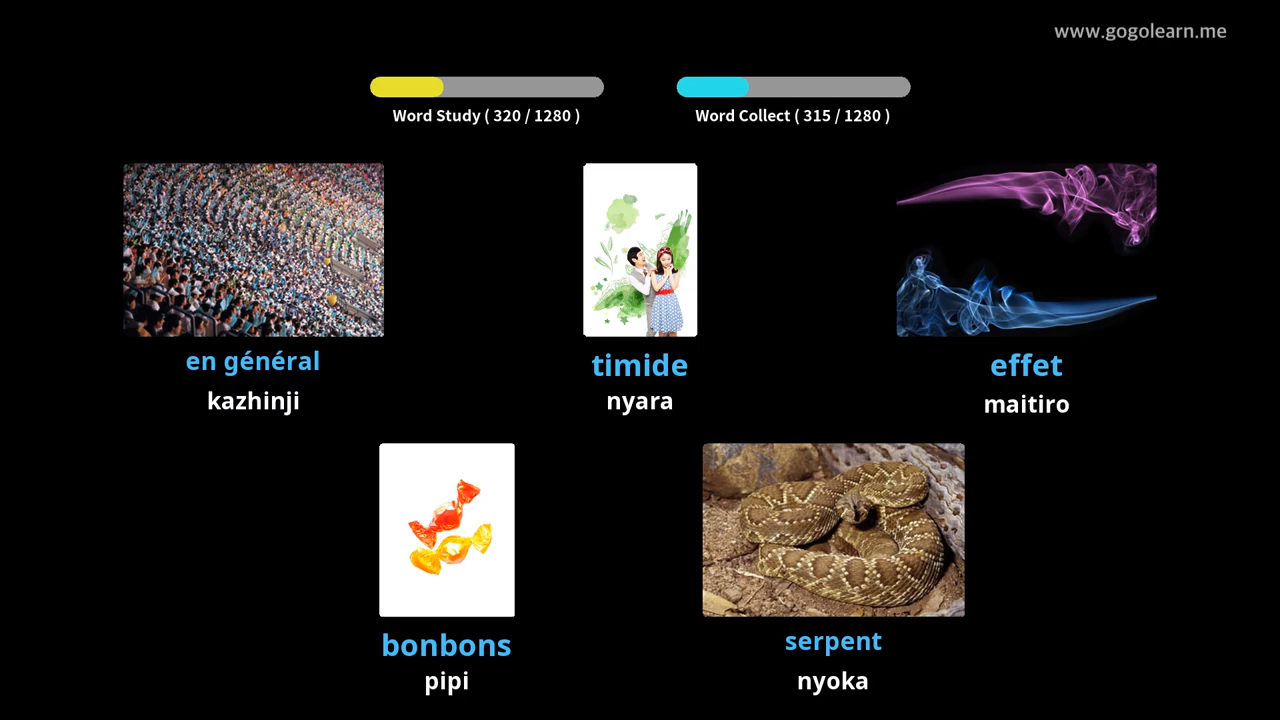 www.gogolearn.me
Word Study ( 320 / 1280 )
Word Collect ( 315 / 1280 )
en général
kazhinji
timide
nyara
effet
maitiro
bonbons
pipi
serpent
nyoka